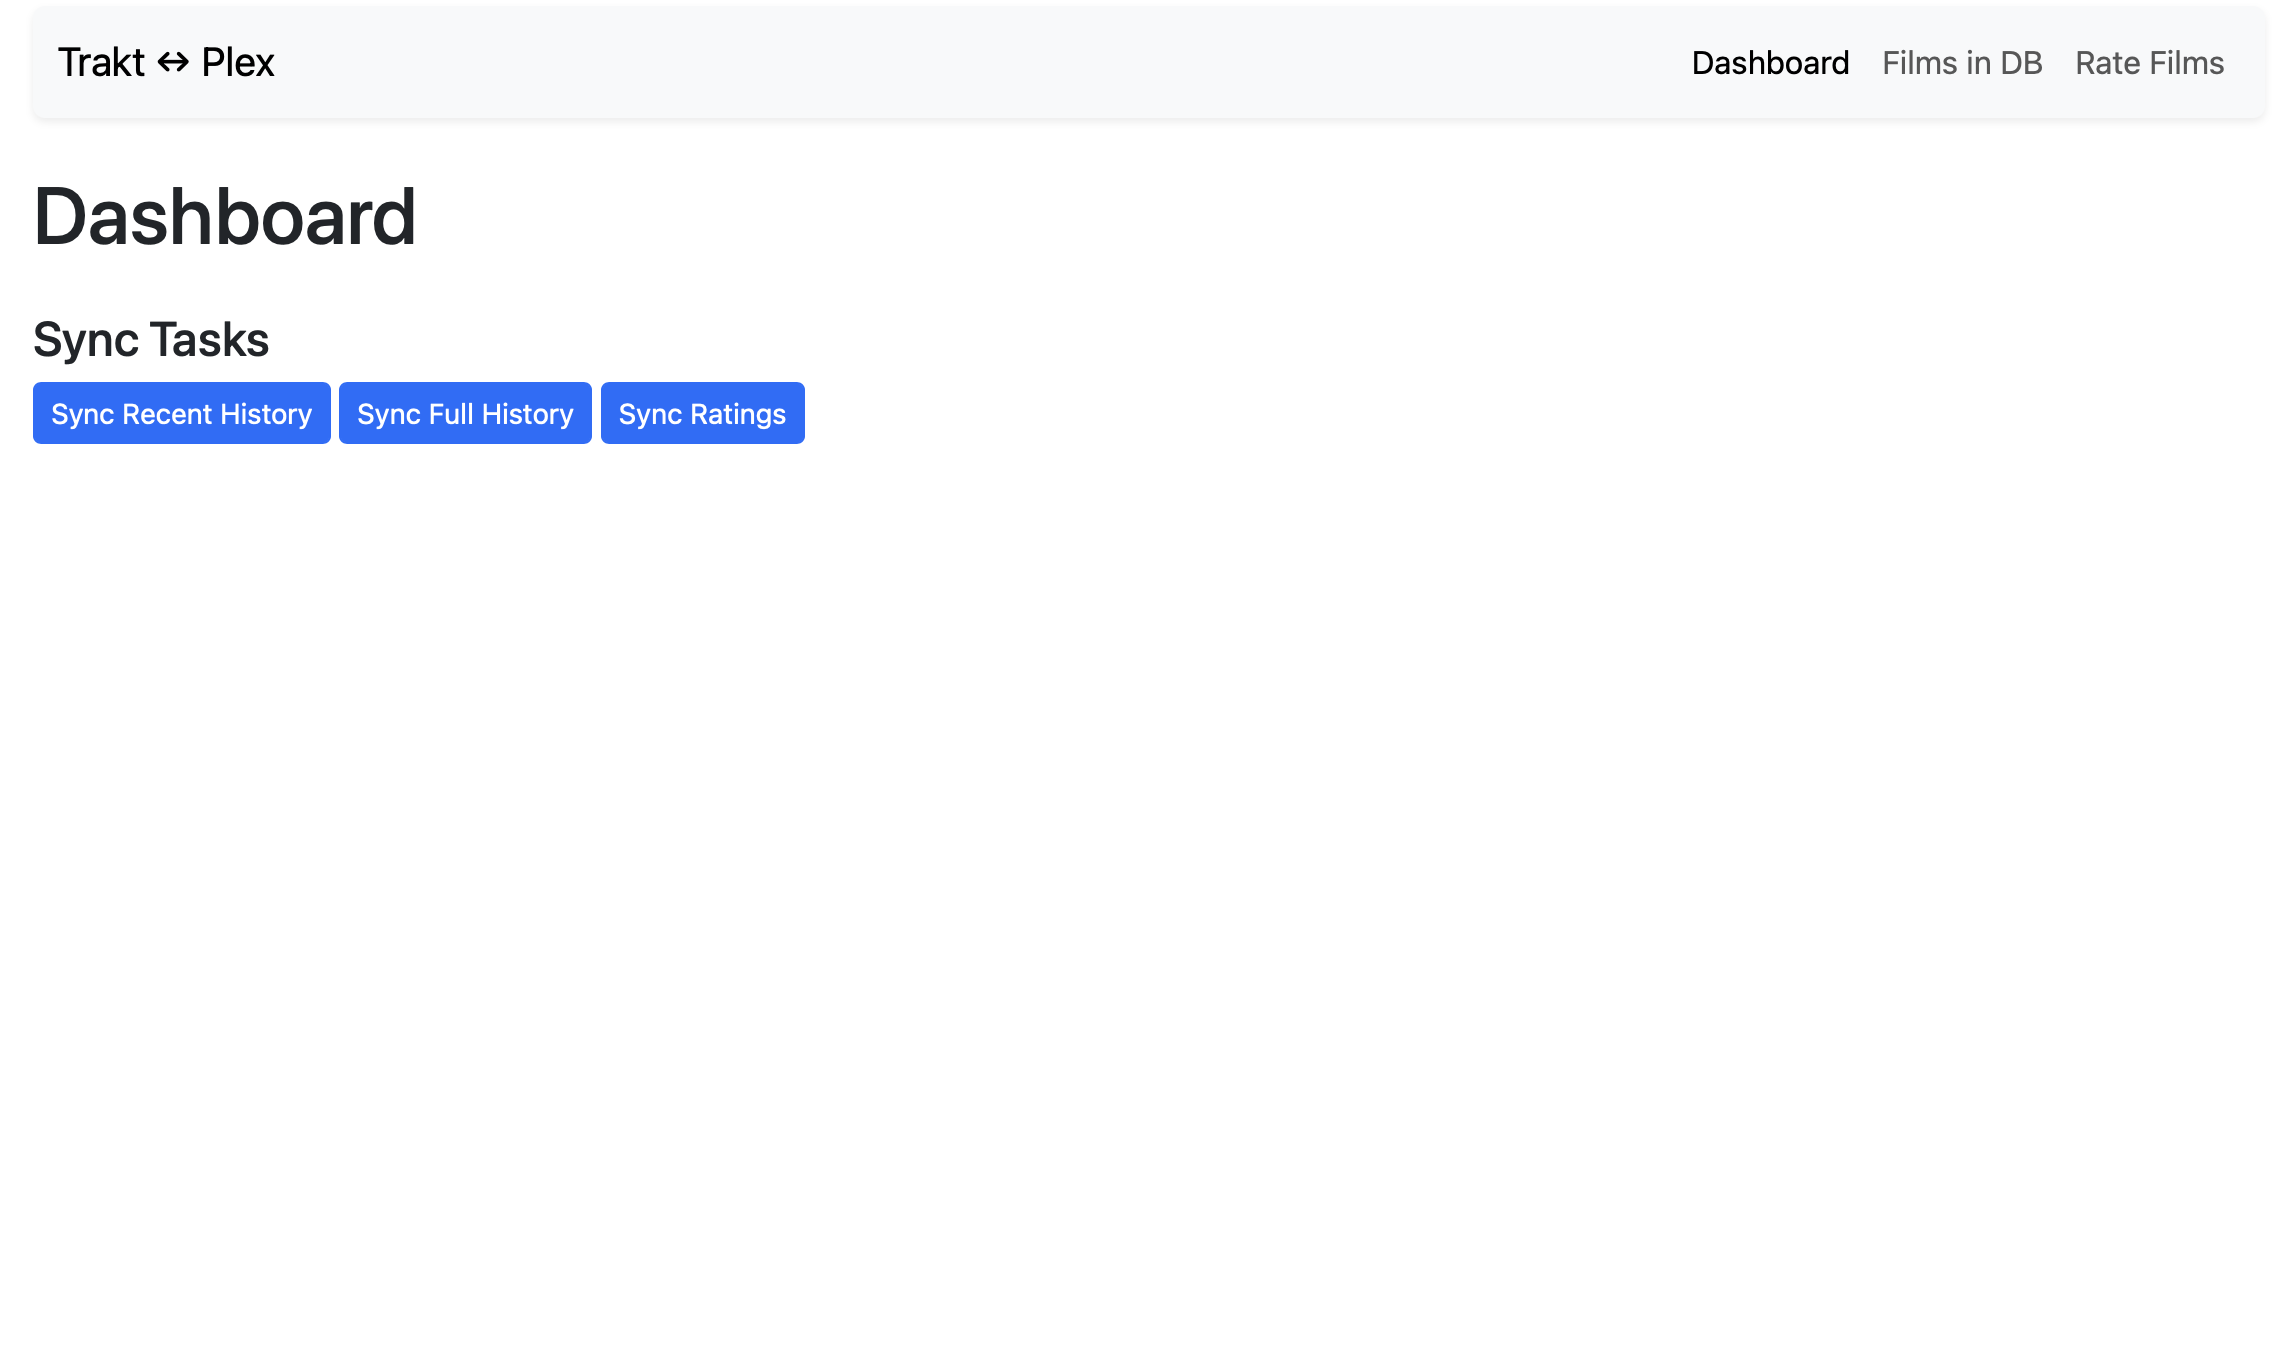 Trakt ↔ Plex Dashboard Films in DB Rate Films
Dashboard
Sync Tasks
Sync Recent History Sync Full History Sync Ratings